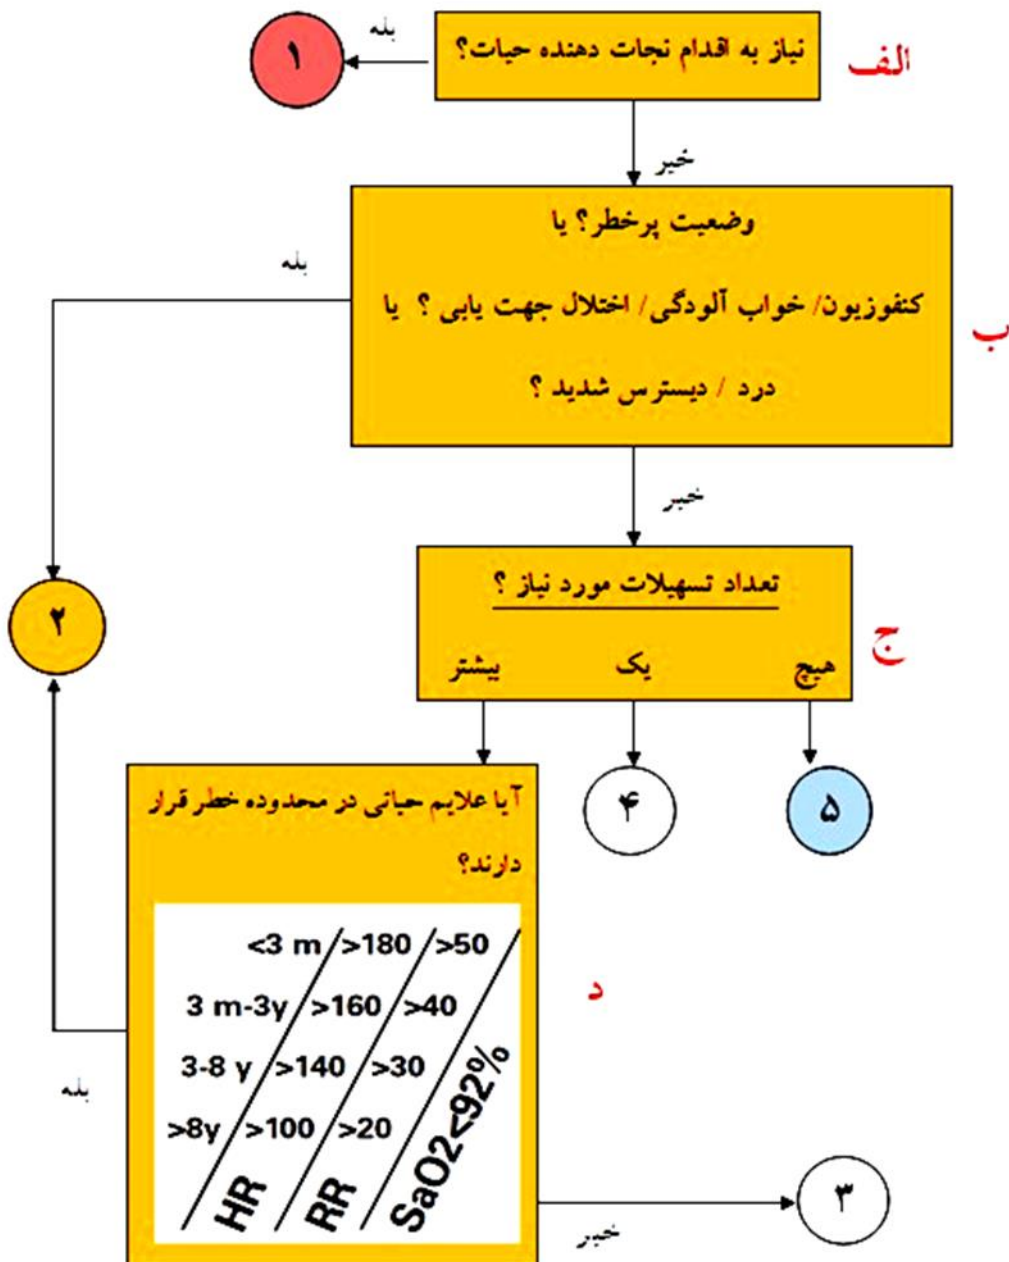 نیاز به اقدام نجات دهنده حیات؟
الف
بله
۱
خیر
وضعیت پرخطر؟ یا
کنفوزیون/ خواب آلودگی/ اختلال جهت یابی ؟ یا
درد / دیسترس شدید ؟
ب
بله
۲
خیر
تعداد تسهیلات مورد نیاز ؟
هیچ یک بیشتر
ج
۵
۴
آیا علایم حیاتی در محدوده خطر قرار
دارند؟
<3 m / >180 / >50
3 m-3y / >160 / >40
3-8 y / >140 / >30
>8y / >100 / >20
HR
RR
SaO2<92%
د
بله
خیر
۳